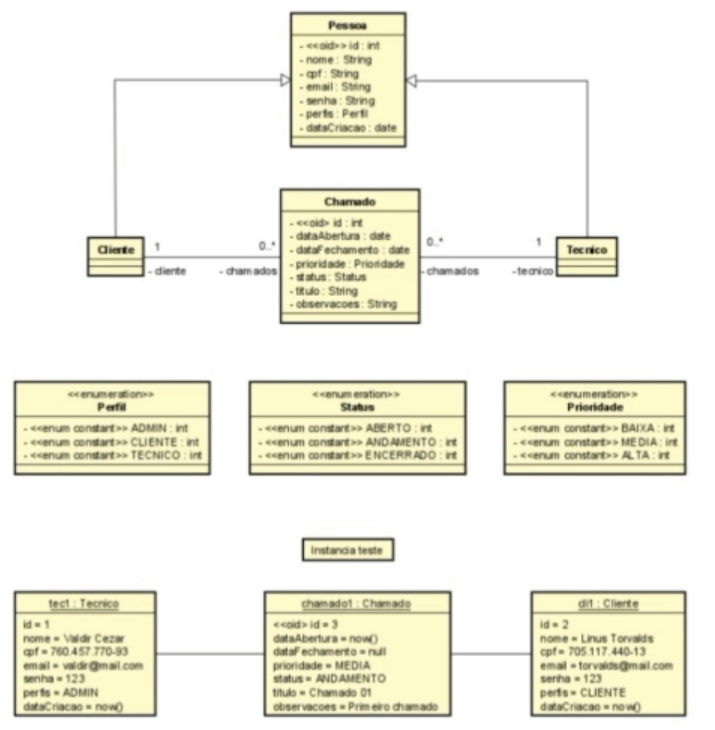 Pessoa
- <<oid>> id : int
- nome : String
- cpf : String
- email : String
- senha : String
- perfis : Perfil
- dataCriacao : date
Chamado
- <<oid> id : int
- dataAbertura : date
- dataFechamento : date
- prioridade : Prioridade
- status : Status
- titulo : String
- observacoes : String
Cliente
1
0..*
- cliente
- chamados
0..*
1
- chamados
- tecnico
Tecnico
<<enumeration>>
Perfil
- <<enum constant>> ADMIN : int
- <<enum constant>> CLIENTE : int
- <<enum constant>> TECNICO : int
<<enumeration>>
Status
- <<enum constant>> ABERTO : int
- <<enum constant>> ANDAMENTO : int
- <<enum constant>> ENCERRADO : int
<<enumeration>>
Prioridade
- <<enum constant>> BAIXA : int
- <<enum constant>> MEDIA : int
- <<enum constant>> ALTA : int
Instancia teste
tec1 : Tecnico
id = 1
nome = Valdir Cezar
cpf = 760.457.770-93
email = valdir@mail.com
senha = 123
perfis = ADMIN
dataCriacao = now()
chamado1 : Chamado
<<oid> id = 3
dataAbertura = now()
dataFechamento = null
prioridade = MEDIA
status = ANDAMENTO
titulo = Chamado 01
observacoes = Primeiro chamado
cli1 : Cliente
id = 2
nome = Linus Torvalds
cpf = 705.117.440-13
email = torvalds@mail.com
senha = 123
perfis = CLIENTE
dataCriacao = now()